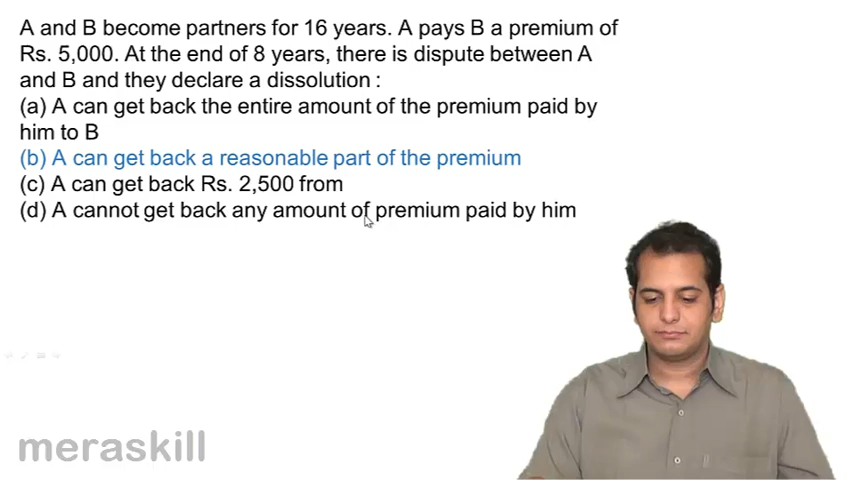 A and B become partners for 16 years. A pays B a premium of
Rs. 5,000. At the end of 8 years, there is dispute between A
and B and they declare a dissolution :
(a) A can get back the entire amount of the premium paid by
him to B
(b) A can get back a reasonable part of the premium
(c) A can get back Rs. 2,500 from
(d) A cannot get back any amount of premium paid by him
meraskill